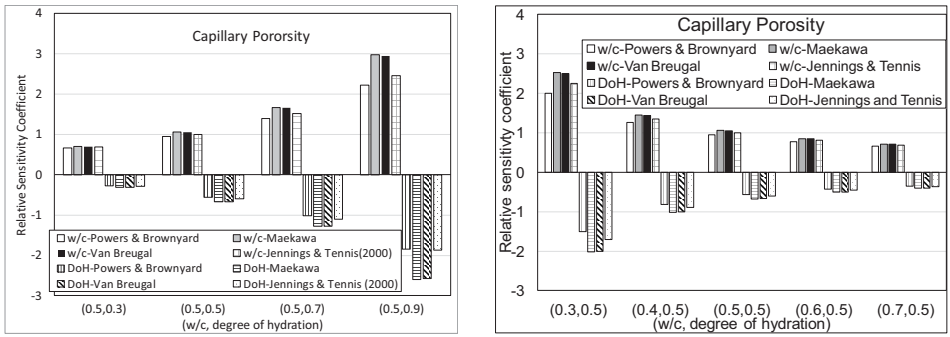 Capillary Pororsity
4
3
2
1
0
-1
-2
-3
Relative Sensitivity Coefficient
w/c-Powers & Brownyard
w/c-Maekawa
w/c-Van Breugal
w/c-Jennings & Tennis(2000)
DoH-Powers & Brownyard
DoH-Maekawa
DoH-Van Breugal
DoH-Jennings & Tennis (2000)
(0.5,0.3)
(0.5,0.5)
(0.5,0.7)
(0.5,0.9)
(w/c, degree of hydration)
Capillary Porosity
4
3
2
1
0
-1
-2
-3
Relative sensitivty coefficient
w/c-Powers & Brownyard
w/c-Maekawa
w/c-Van Breugal
w/c-Jennings & Tennis
DoH-Powers & Brownyard
DoH-Maekawa
DoH-Van Breugal
DoH-Jennings and Tennis
(0.3,0.5)
(0.4,0.5)
(0.5,0.5)
(0.6,0.5)
(0.7,0.5)
(w/c, degree of hydration)